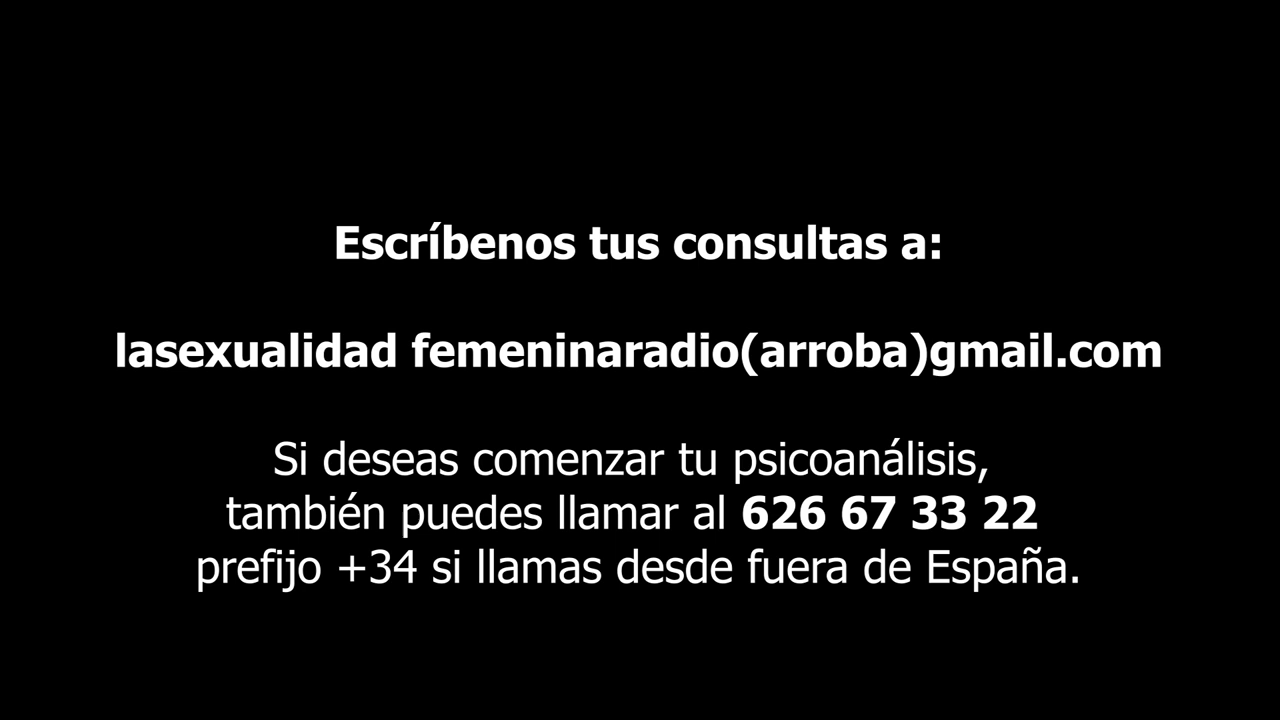 Escríbenos tus consultas a:
lasexualidad femeninaradio(arroba)gmail.com
Si deseas comenzar tu psicoanálisis,
también puedes llamar al 626 67 33 22
prefijo +34 si llamas desde fuera de España.